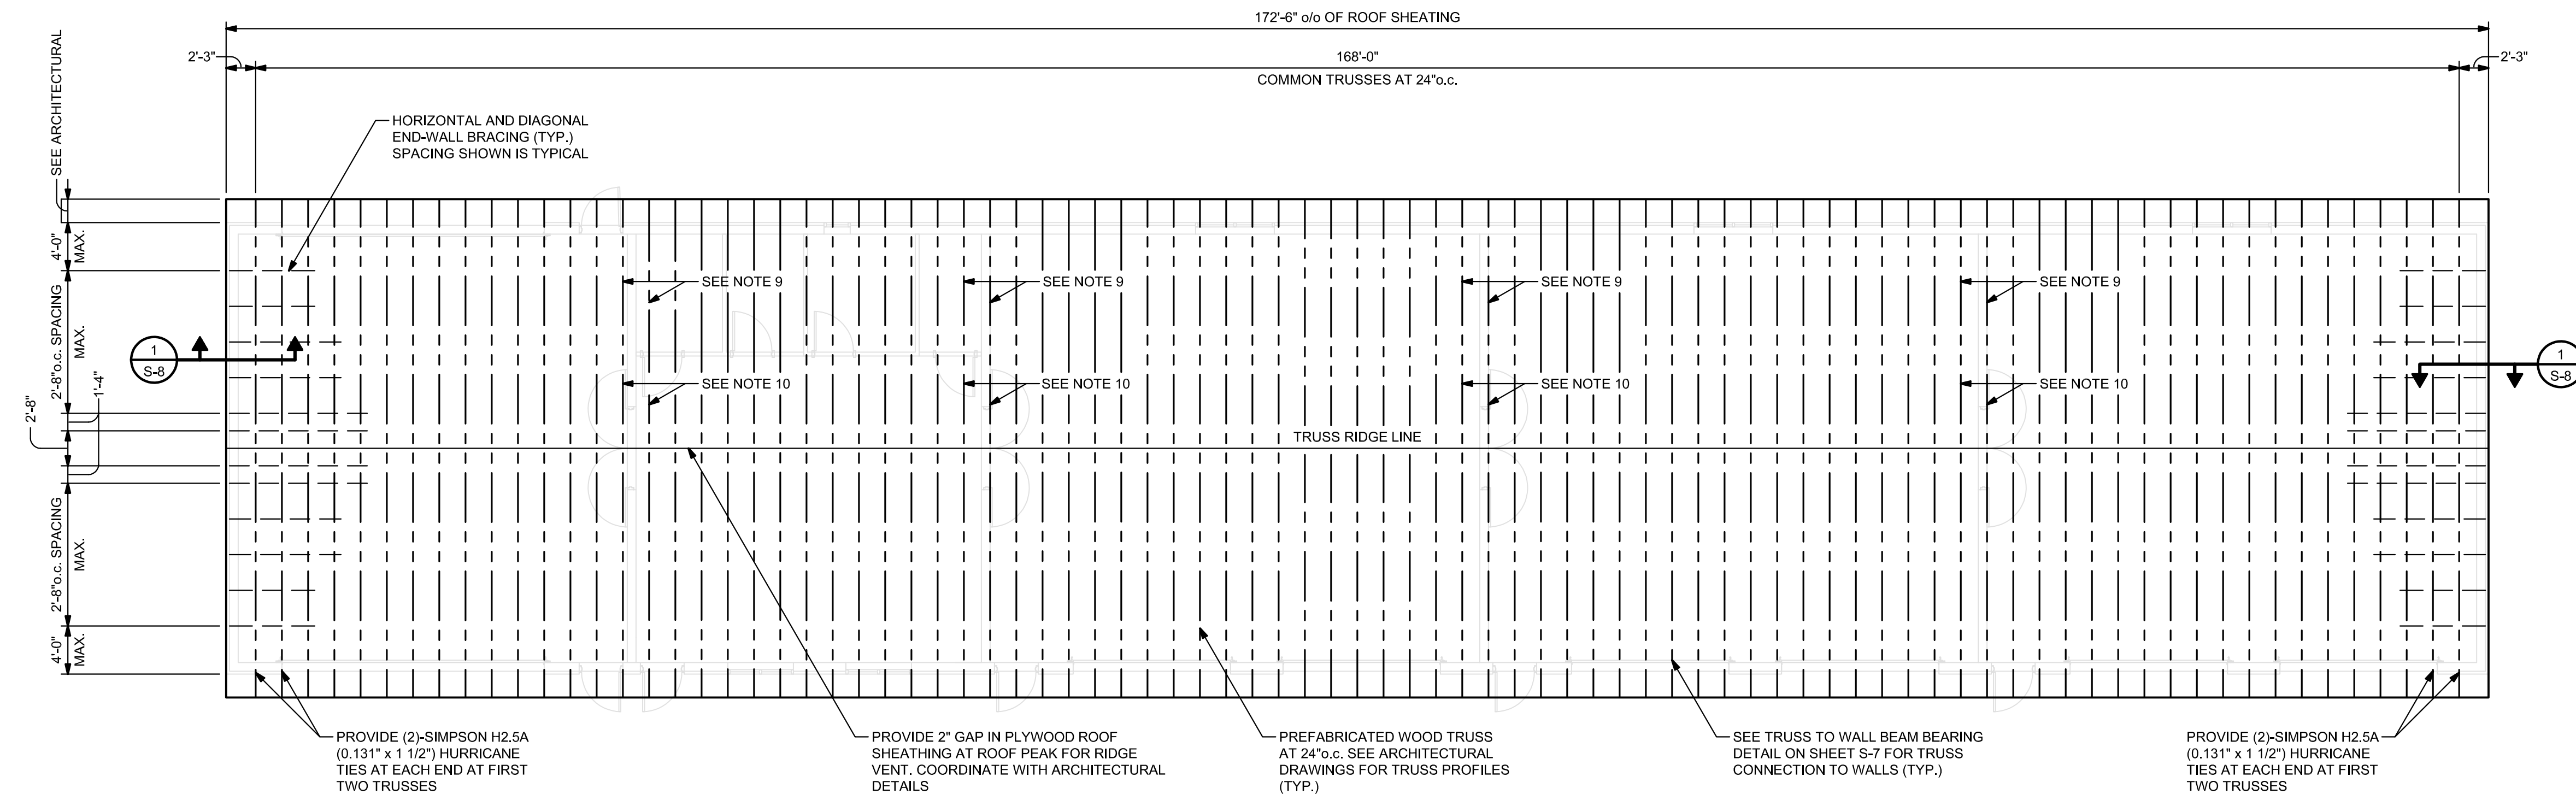 172'-6" o/o OF ROOF SHEATING
2'-3"
168'-0"
COMMON TRUSSES AT 24"o.c.
2'-3"
SEE ARCHITECTURAL
HORIZONTAL AND DIAGONAL
END-WALL BRACING (TYP.)
SPACING SHOWN IS TYPICAL
4'-0"
MAX.
2'-8"o.c. SPACING
MAX.
1'-4"
2'-8"
2'-8"o.c. SPACING
MAX.
4'-0"
MAX.
SEE NOTE 9
SEE NOTE 9
SEE NOTE 9
SEE NOTE 9
1
S-8
1
S-8
SEE NOTE 10
SEE NOTE 10
SEE NOTE 10
SEE NOTE 10
TRUSS RIDGE LINE
PROVIDE (2)-SIMPSON H2.5A
(0.131" x 1 1/2") HURRICANE
TIES AT EACH END AT FIRST
TWO TRUSSES
PROVIDE 2" GAP IN PLYWOOD ROOF
SHEATHING AT ROOF PEAK FOR RIDGE
VENT. COORDINATE WITH ARCHITECTURAL
DETAILS
PREFABRICATED WOOD TRUSS
AT 24"o.c. SEE ARCHITECTURAL
DRAWINGS FOR TRUSS PROFILES
(TYP.)
SEE TRUSS TO WALL BEAM BEARING
DETAIL ON SHEET S-7 FOR TRUSS
CONNECTION TO WALLS (TYP.)
PROVIDE (2)-SIMPSON H2.5A
(0.131" x 1 1/2") HURRICANE
TIES AT EACH END AT FIRST
TWO TRUSSES